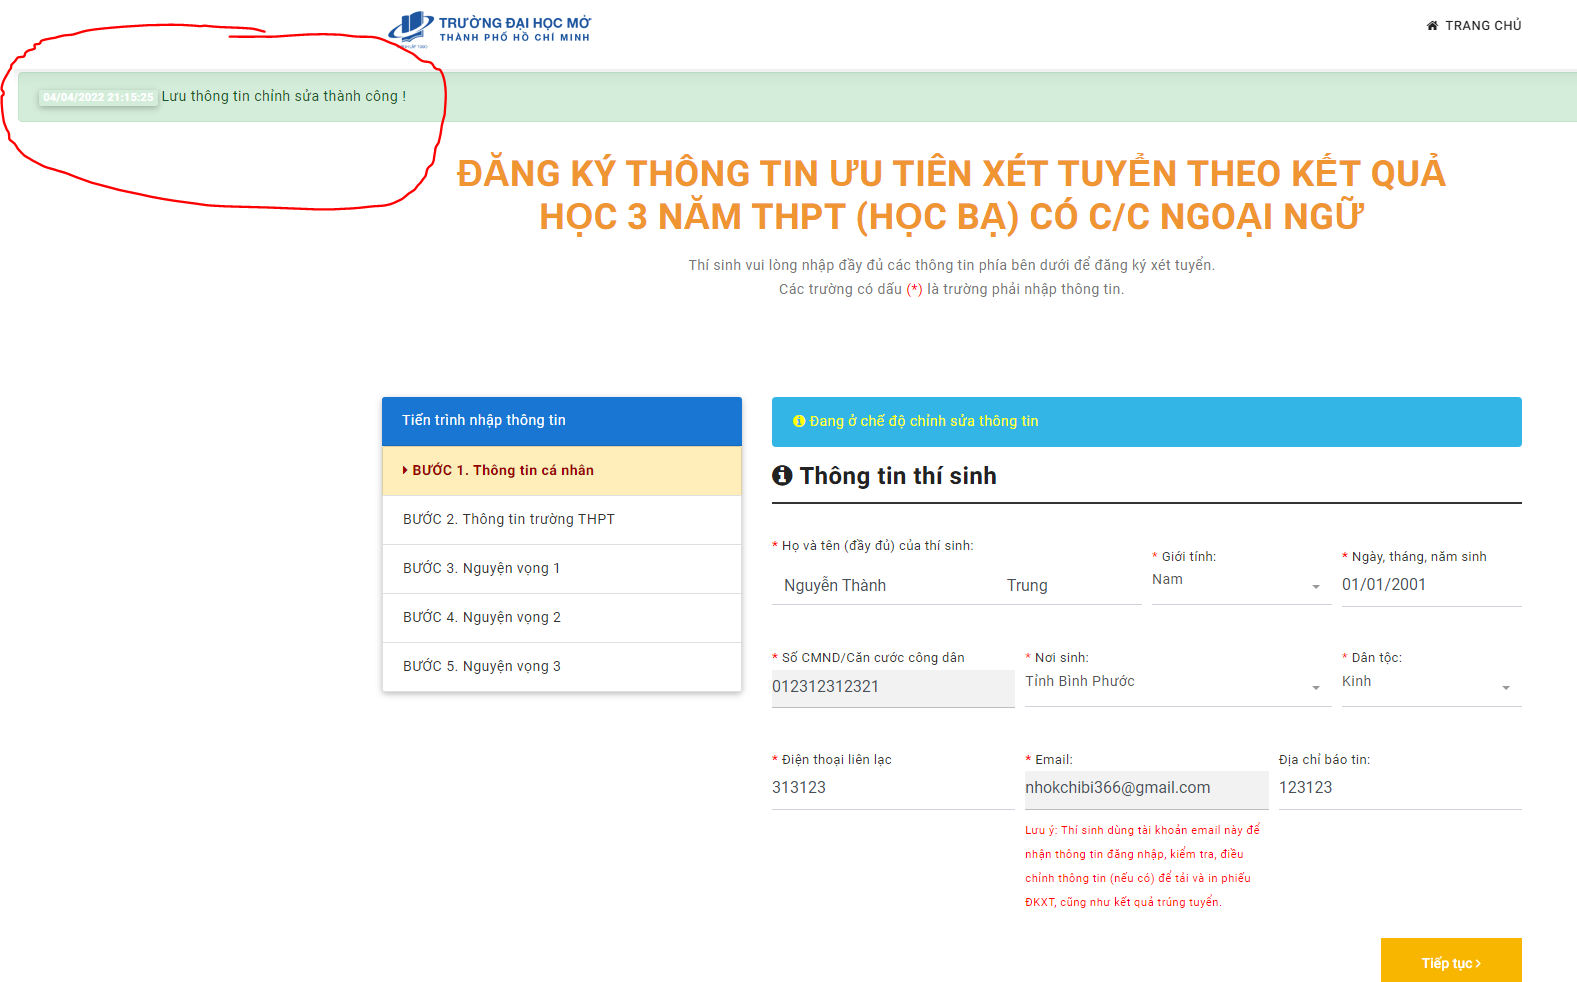 TRƯỜNG ĐẠI HỌC MỞ
THÀNH PHỐ HỒ CHÍ MINH
TRANG CHỦ
04/04/2022 21:15:25 Lưu thông tin chỉnh sửa thành công !
ĐĂNG KÝ THÔNG TIN ƯU TIÊN XÉT TUYỂN THEO KẾT QUẢ
HỌC 3 NĂM THPT (HỌC BẠ) CÓ C/C NGOẠI NGỮ
Thí sinh vui lòng nhập đầy đủ các thông tin phía bên dưới để đăng ký xét tuyển.
Các trường có dấu (*) là trường phải nhập thông tin.
Tiến trình nhập thông tin
BƯỚC 1. Thông tin cá nhân
BƯỚC 2. Thông tin trường THPT
BƯỚC 3. Nguyện vọng 1
BƯỚC 4. Nguyện vọng 2
BƯỚC 5. Nguyện vọng 3
Đang ở chế độ chỉnh sửa thông tin
Thông tin thí sinh
* Họ và tên (đầy đủ) của thí sinh:
Nguyễn Thành Trung
* Giới tính:
Nam
* Ngày, tháng, năm sinh
01/01/2001
* Số CMND/Căn cước công dân
012312312321
* Nơi sinh:
Tỉnh Bình Phước
* Dân tộc:
Kinh
* Điện thoại liên lạc
313123
* Email:
nhokchibi366@gmail.com
Lưu ý: Thí sinh dùng tài khoản email này để
nhận thông tin đăng nhập, kiểm tra, điều
chỉnh thông tin (nếu có) để tải và in phiếu
ĐKXT, cũng như kết quả trúng tuyển.
Địa chỉ báo tin:
123123
Tiếp tục